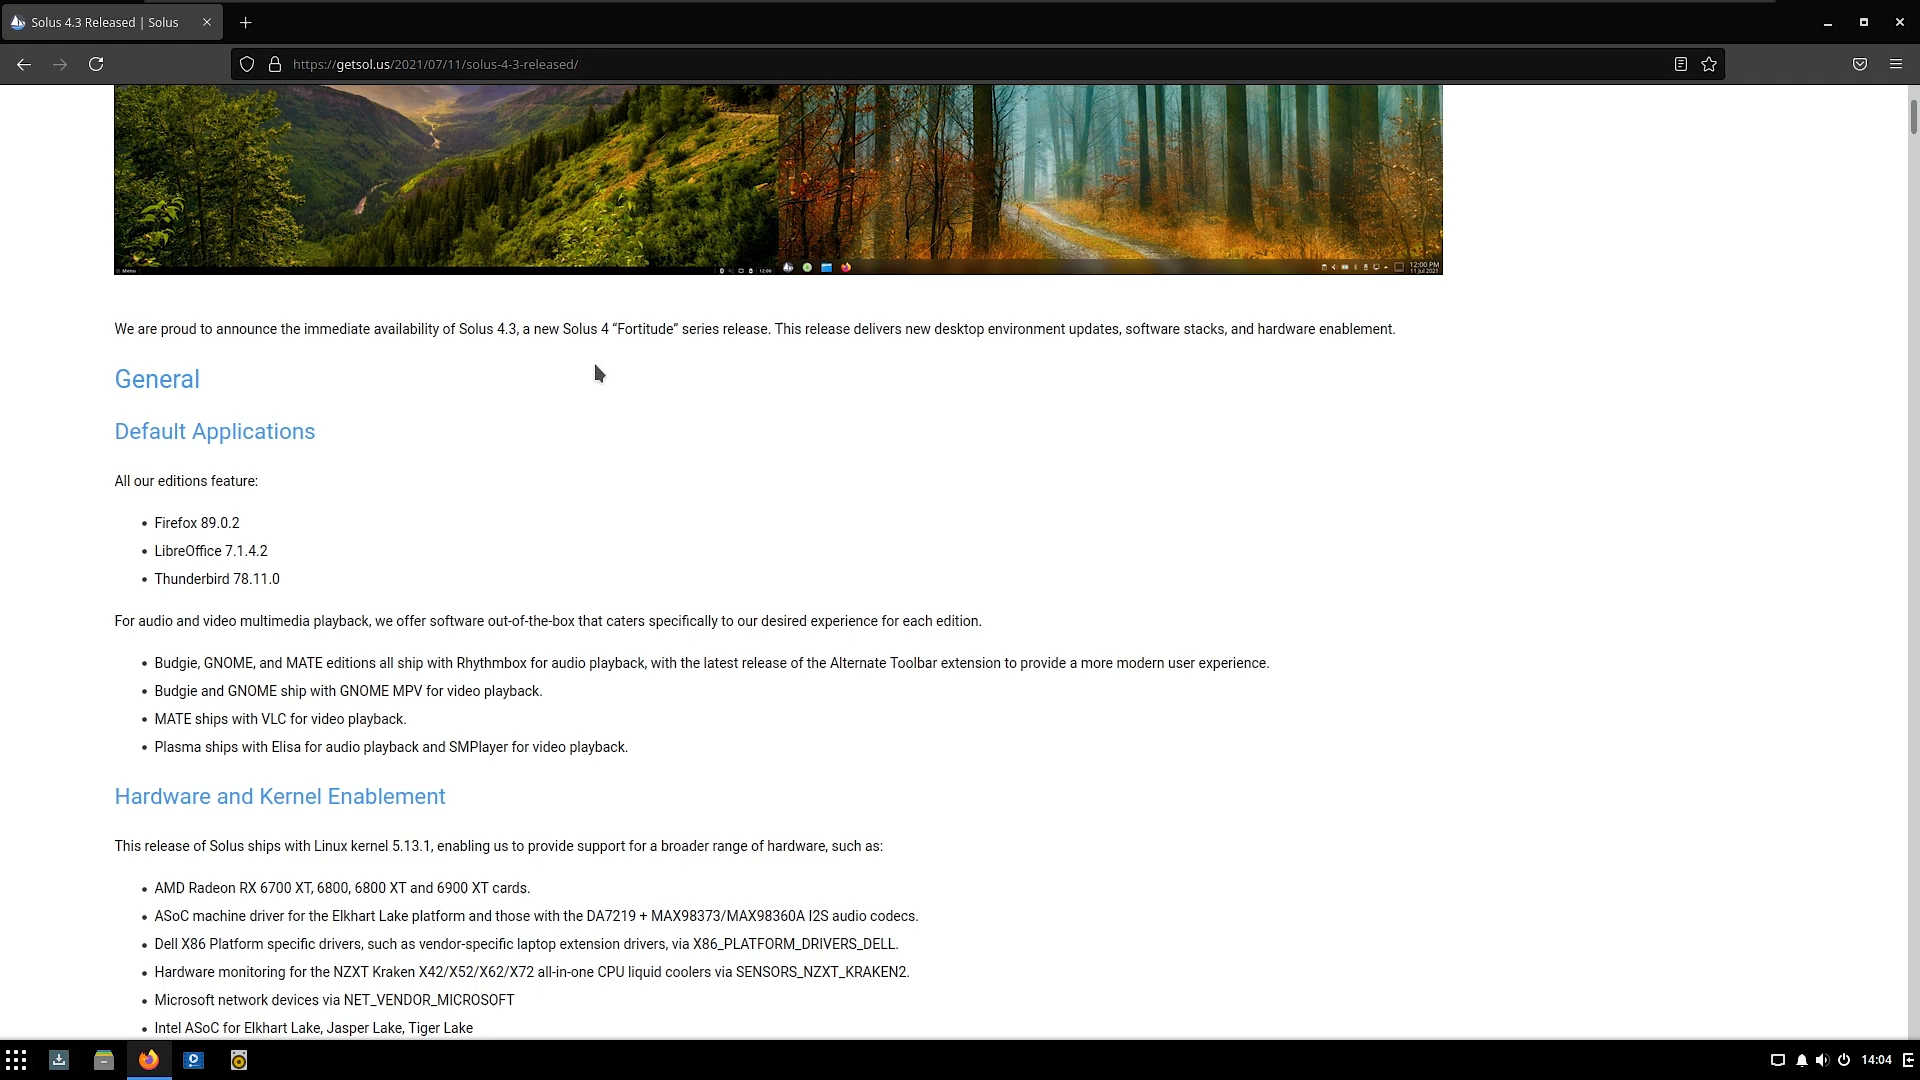 Solus 4.3 Released | Solus
https://getsol.us/2021/07/11/solus-4-3-released/
Menu
12:00
12:00 PM
11 Jul 2021
We are proud to announce the immediate availability of Solus 4.3, a new Solus 4 “Fortitude” series release. This release delivers new desktop environment updates, software stacks, and hardware enablement.
General
Default Applications
All our editions feature:
• Firefox 89.0.2
• LibreOffice 7.1.4.2
• Thunderbird 78.11.0
For audio and video multimedia playback, we offer software out-of-the-box that caters specifically to our desired experience for each edition.
• Budgie, GNOME, and MATE editions all ship with Rhythmbox for audio playback, with the latest release of the Alternate Toolbar extension to provide a more modern user experience.
• Budgie and GNOME ship with GNOME MPV for video playback.
• MATE ships with VLC for video playback.
• Plasma ships with Elisa for audio playback and SMPlayer for video playback.
Hardware and Kernel Enablement
This release of Solus ships with Linux kernel 5.13.1, enabling us to provide support for a broader range of hardware, such as:
• AMD Radeon RX 6700 XT, 6800, 6800 XT and 6900 XT cards.
• ASoC machine driver for the Elkhart Lake platform and those with the DA7219 + MAX98373/MAX98360A I2S audio codecs.
• Dell X86 Platform specific drivers, such as vendor-specific laptop extension drivers, via X86_PLATFORM_DRIVERS_DELL.
• Hardware monitoring for the NZXT Kraken X42/X52/X62/X72 all-in-one CPU liquid coolers via SENSORS_NZXT_KRAKEN2.
• Microsoft network devices via NET_VENDOR_MICROSOFT
• Intel ASoC for Elkhart Lake, Jasper Lake, Tiger Lake
14:04